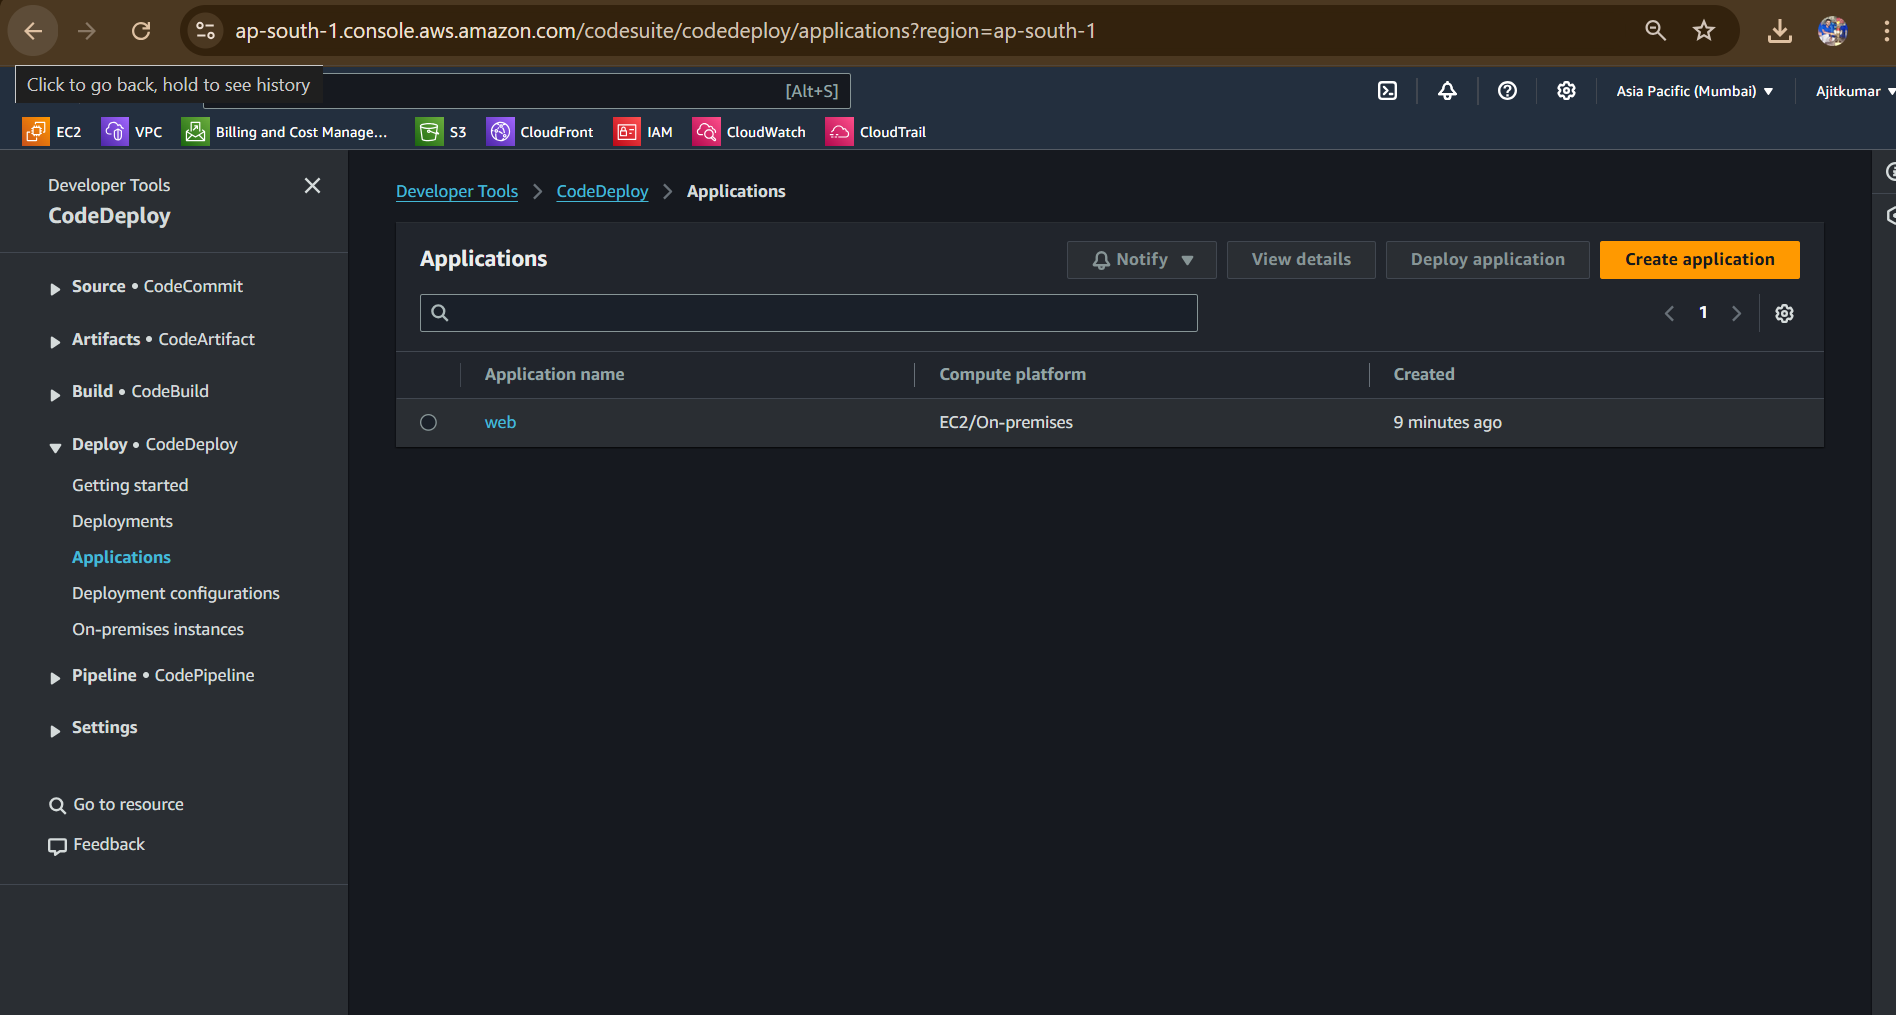 ap-south-1.console.aws.amazon.com/codesuite/codedeploy/applications?region=ap-south-1
Click to go back, hold to see history
[Alt+S]
Asia Pacific (Mumbai)
Ajitkumar
EC2
VPC
Billing and Cost Manage...
S3
CloudFront
IAM
CloudWatch
CloudTrail
Developer Tools
CodeDeploy
Source • CodeCommit
Artifacts • CodeArtifact
Build • CodeBuild
Deploy • CodeDeploy
Getting started
Deployments
Applications
Deployment configurations
On-premises instances
Pipeline • CodePipeline
Settings
Go to resource
Feedback
Developer Tools > CodeDeploy > Applications
Applications
Notify
View details
Deploy application
Create application
1
Application name Compute platform Created
web EC2/On-premises 9 minutes ago